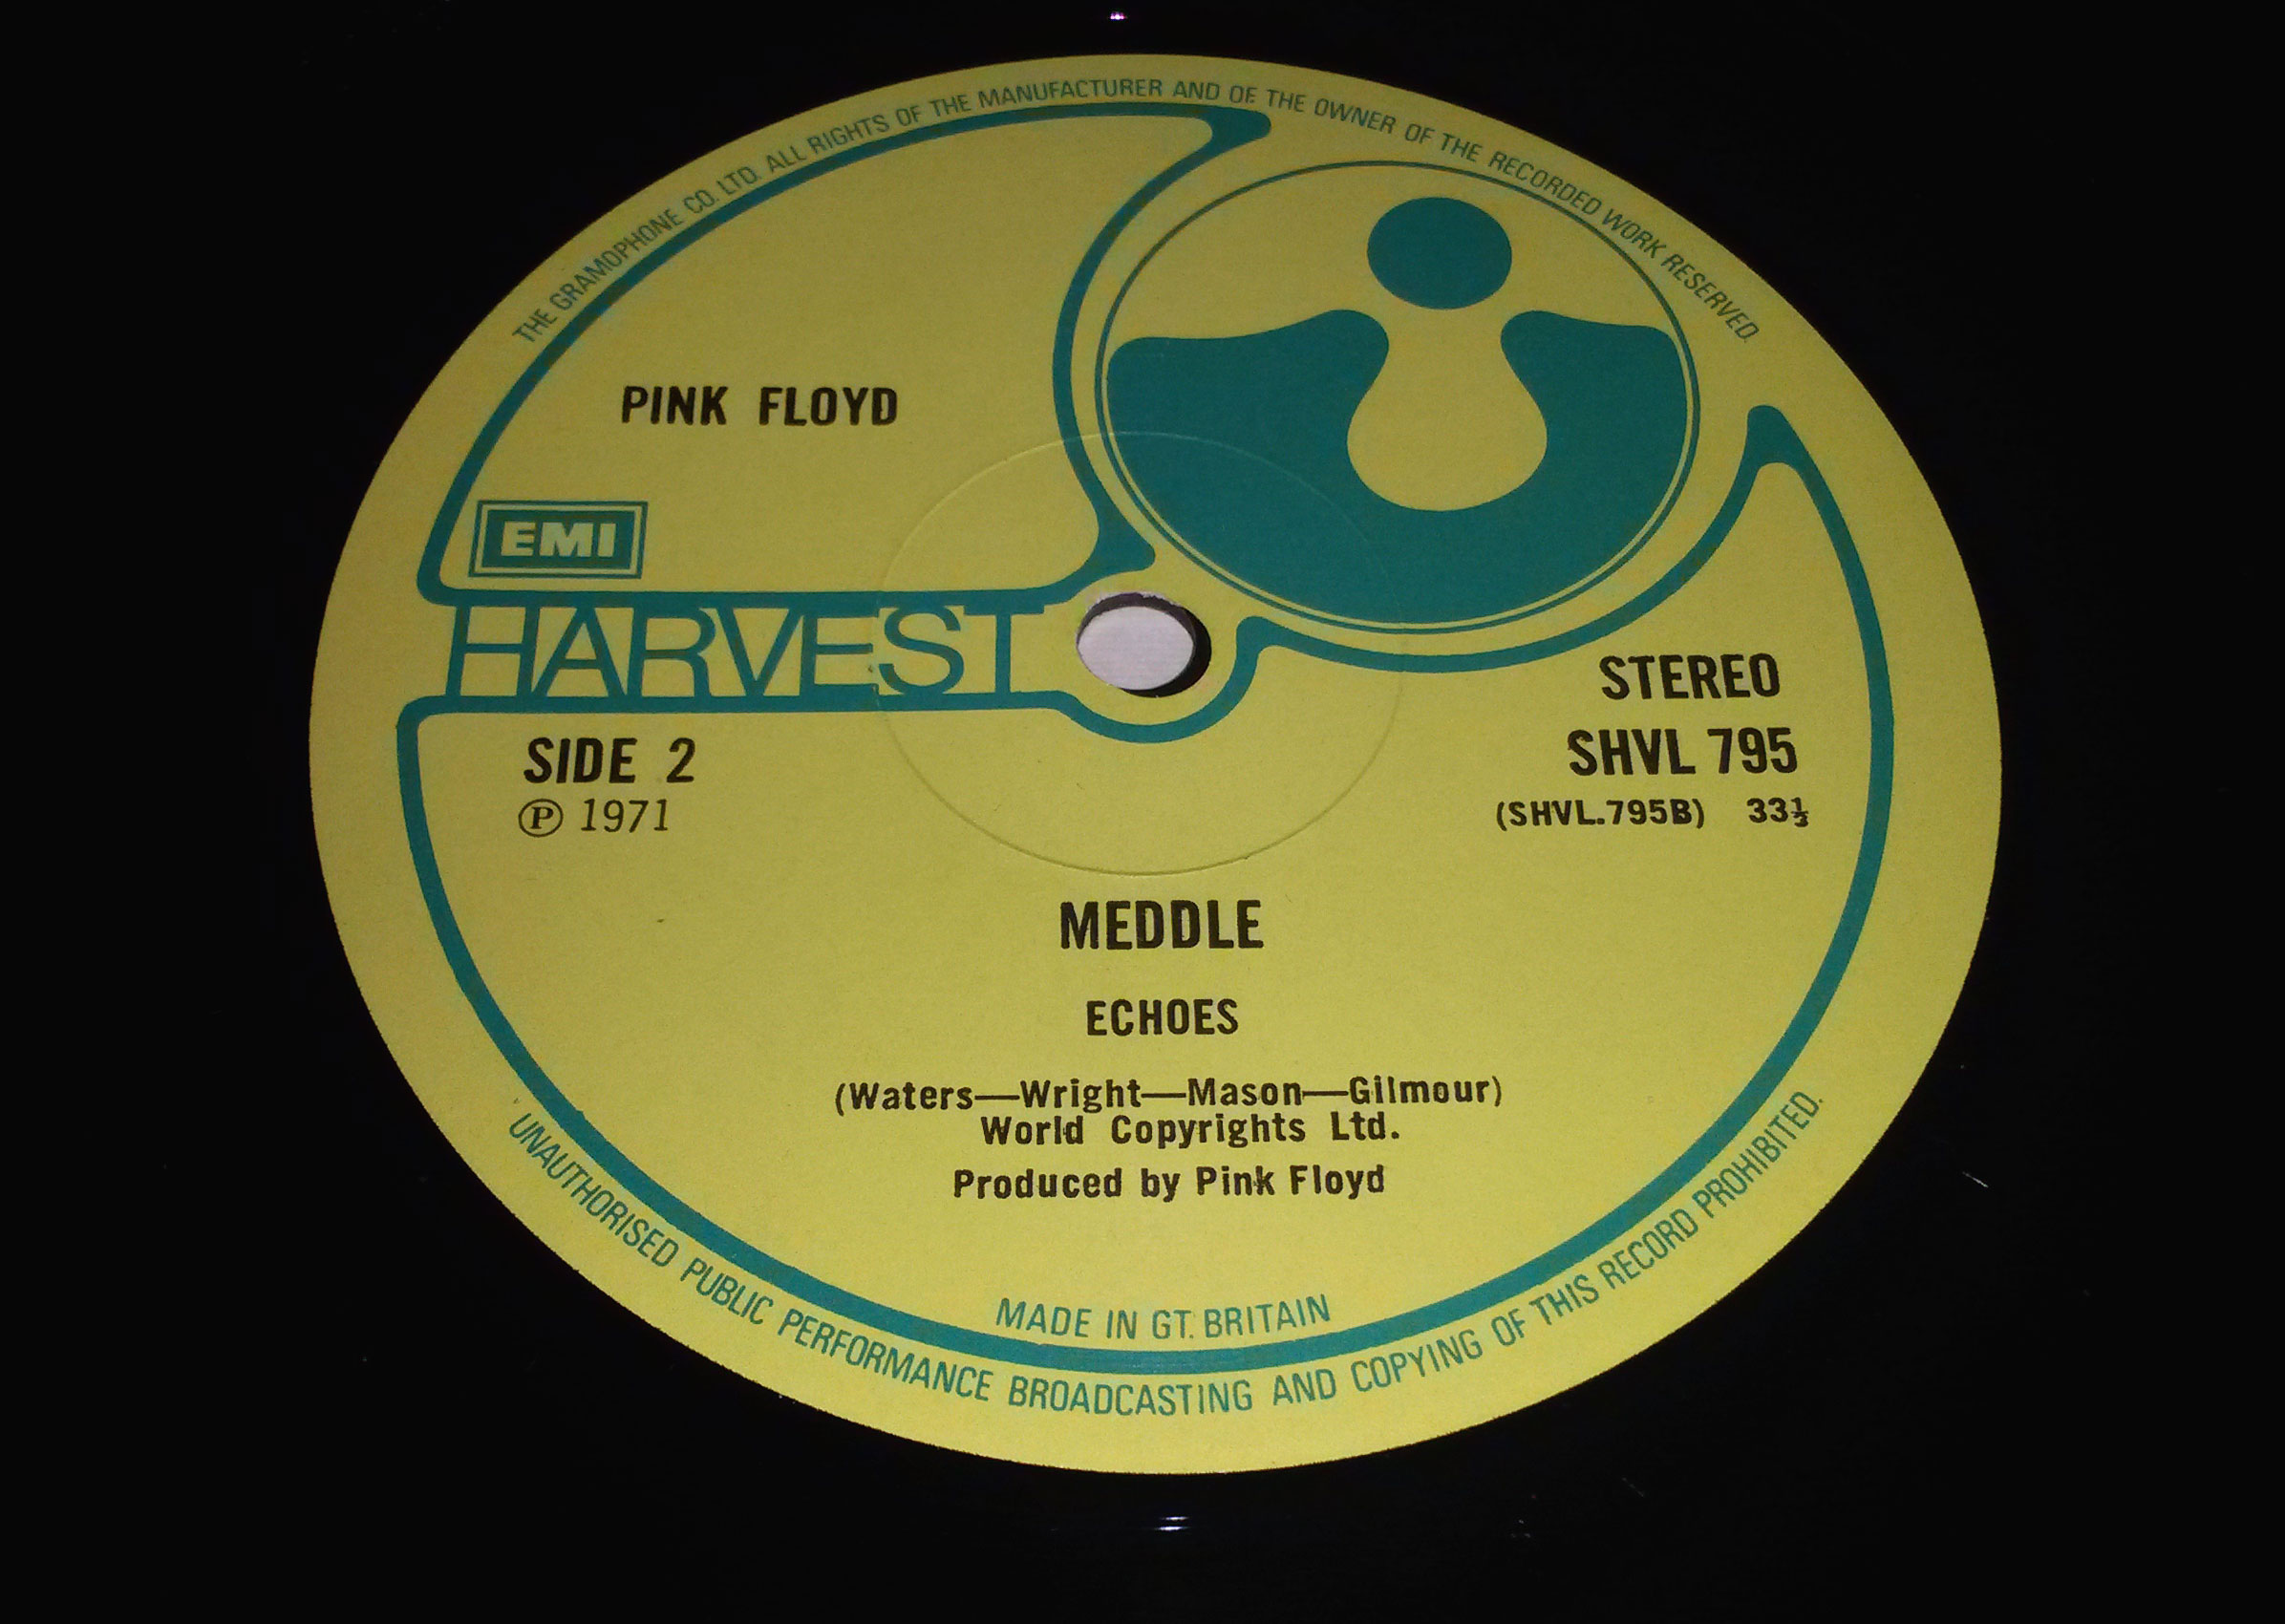 THE GRAMOPHONE CO. LTD. ALL RIGHTS OF THE MANUFACTURER AND OF THE OWNER OF THE RECORDED WORK RESERVED.
PINK FLOYD
EMI
HARVEST
STEREO
SIDE 2
SHVL 795
Ⓟ 1971
(SHVL.795B) 33⅓
MEDDLE
ECHOES
(Waters—Wright—Mason—Gilmour)
World Copyrights Ltd.
Produced by Pink Floyd
MADE IN GT. BRITAIN
UNAUTHORISED PUBLIC PERFORMANCE BROADCASTING AND COPYING OF THIS RECORD PROHIBITED.